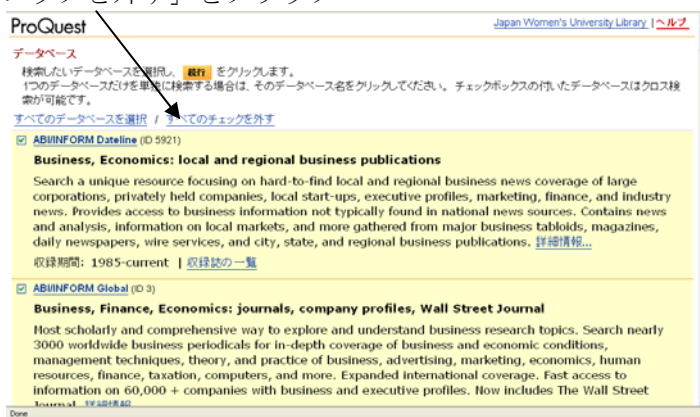 ProQuest
Japan Women's University Library | ヘルプ
データベース
検索したいデータベースを選択し、 続行 をクリックします。
1つのデータベースだけを単独に検索する場合は、そのデータベース名をクリックしてください。 チェックボックスの付いたデータベースはクロス検
索が可能です。
すべてのデータベースを選択 / すべてのチェックを外す
ABI/INFORM Dateline (ID 5921)
Business, Economics: local and regional business publications
Search a unique resource focusing on hard-to-find local and regional business news coverage of large
corporations, privately held companies, local start-ups, executive profiles, marketing, finance, and industry
news. Provides access to business information not typically found in national news sources. Contains news
and analysis, information on local markets, and more gathered from major business tabloids, magazines,
daily newspapers, wire services, and city, state, and regional business publications. 詳細情報...
収録期間: 1985-current | 収録誌の一覧
ABI/INFORM Global (ID 3)
Business, Finance, Economics: journals, company profiles, Wall Street Journal
Most scholarly and comprehensive way to explore and understand business research topics. Search nearly
3000 worldwide business periodicals for in-depth coverage of business and economic conditions,
management techniques, theory, and practice of business, advertising, marketing, economics, human
resources, finance, taxation, computers, and more. Expanded international coverage. Fast access to
information on 60,000 + companies with business and executive profiles. Now includes The Wall Street
Journal. 詳細情報
Done